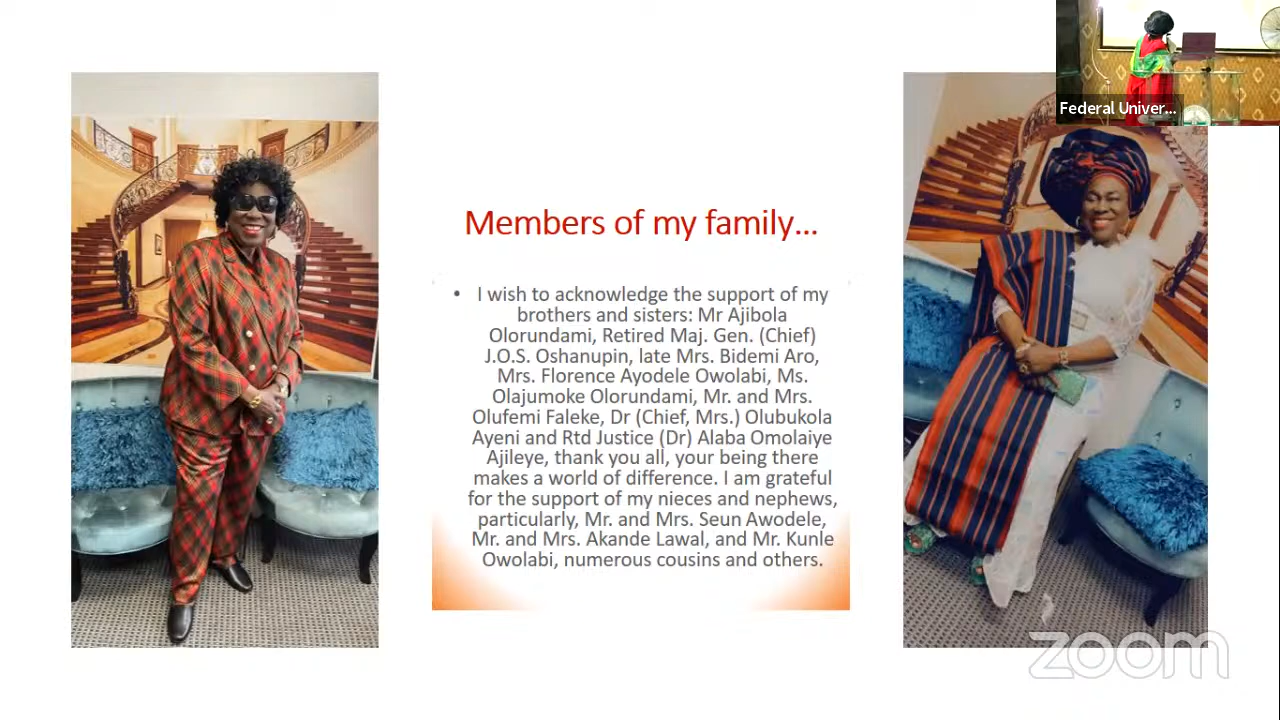 Federal Univer...
Members of my family...
• I wish to acknowledge the support of my
brothers and sisters: Mr Ajibola
Olorundami, Retired Maj. Gen. (Chief)
J.O.S. Oshanupin, late Mrs. Bidemi Aro,
Mrs. Florence Ayodele Owolabi, Ms.
Olajumoke Olorundami, Mr. and Mrs.
Olufemi Faleke, Dr (Chief, Mrs.) Olubukola
Ayeni and Rtd Justice (Dr) Alaba Omolaiye
Ajileye, thank you all, your being there
makes a world of difference. I am grateful
for the support of my nieces and nephews,
particularly, Mr. and Mrs. Seun Awodele,
Mr. and Mrs. Akande Lawal, and Mr. Kunle
Owolabi, numerous cousins and others.
zoom